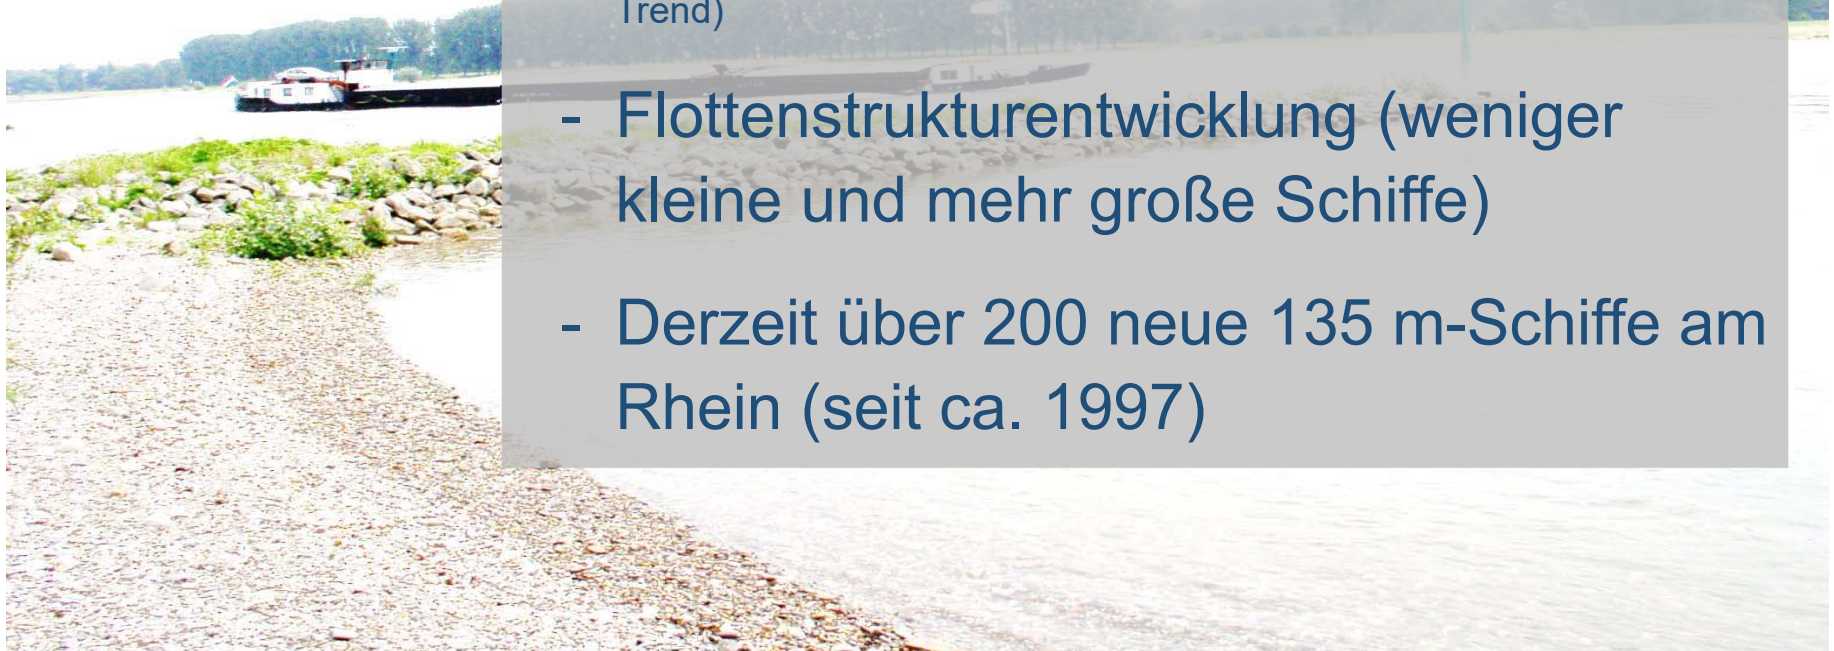 Trend)
- Flottenstrukturentwicklung (weniger
kleine und mehr große Schiffe)
- Derzeit über 200 neue 135 m-Schiffe am
Rhein (seit ca. 1997)